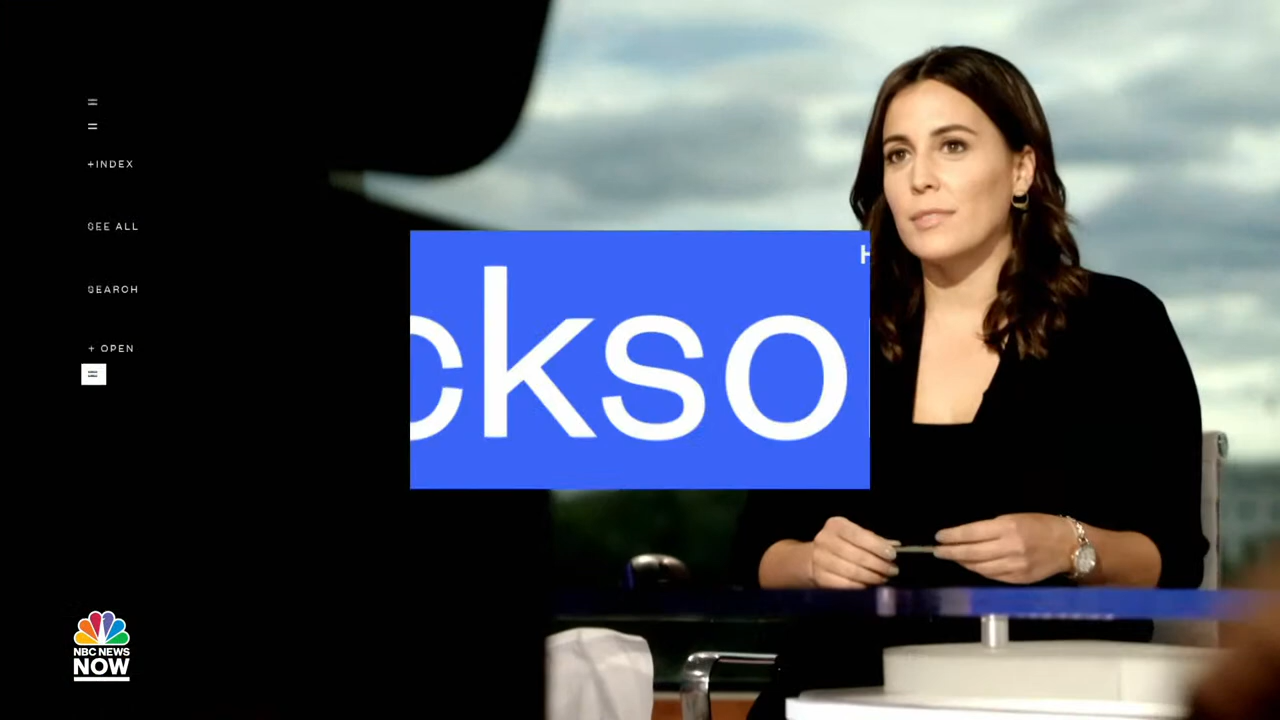 +INDEX
SEE ALL
SEARCH
+ OPEN
H
ckso
NBC NEWS
NOW